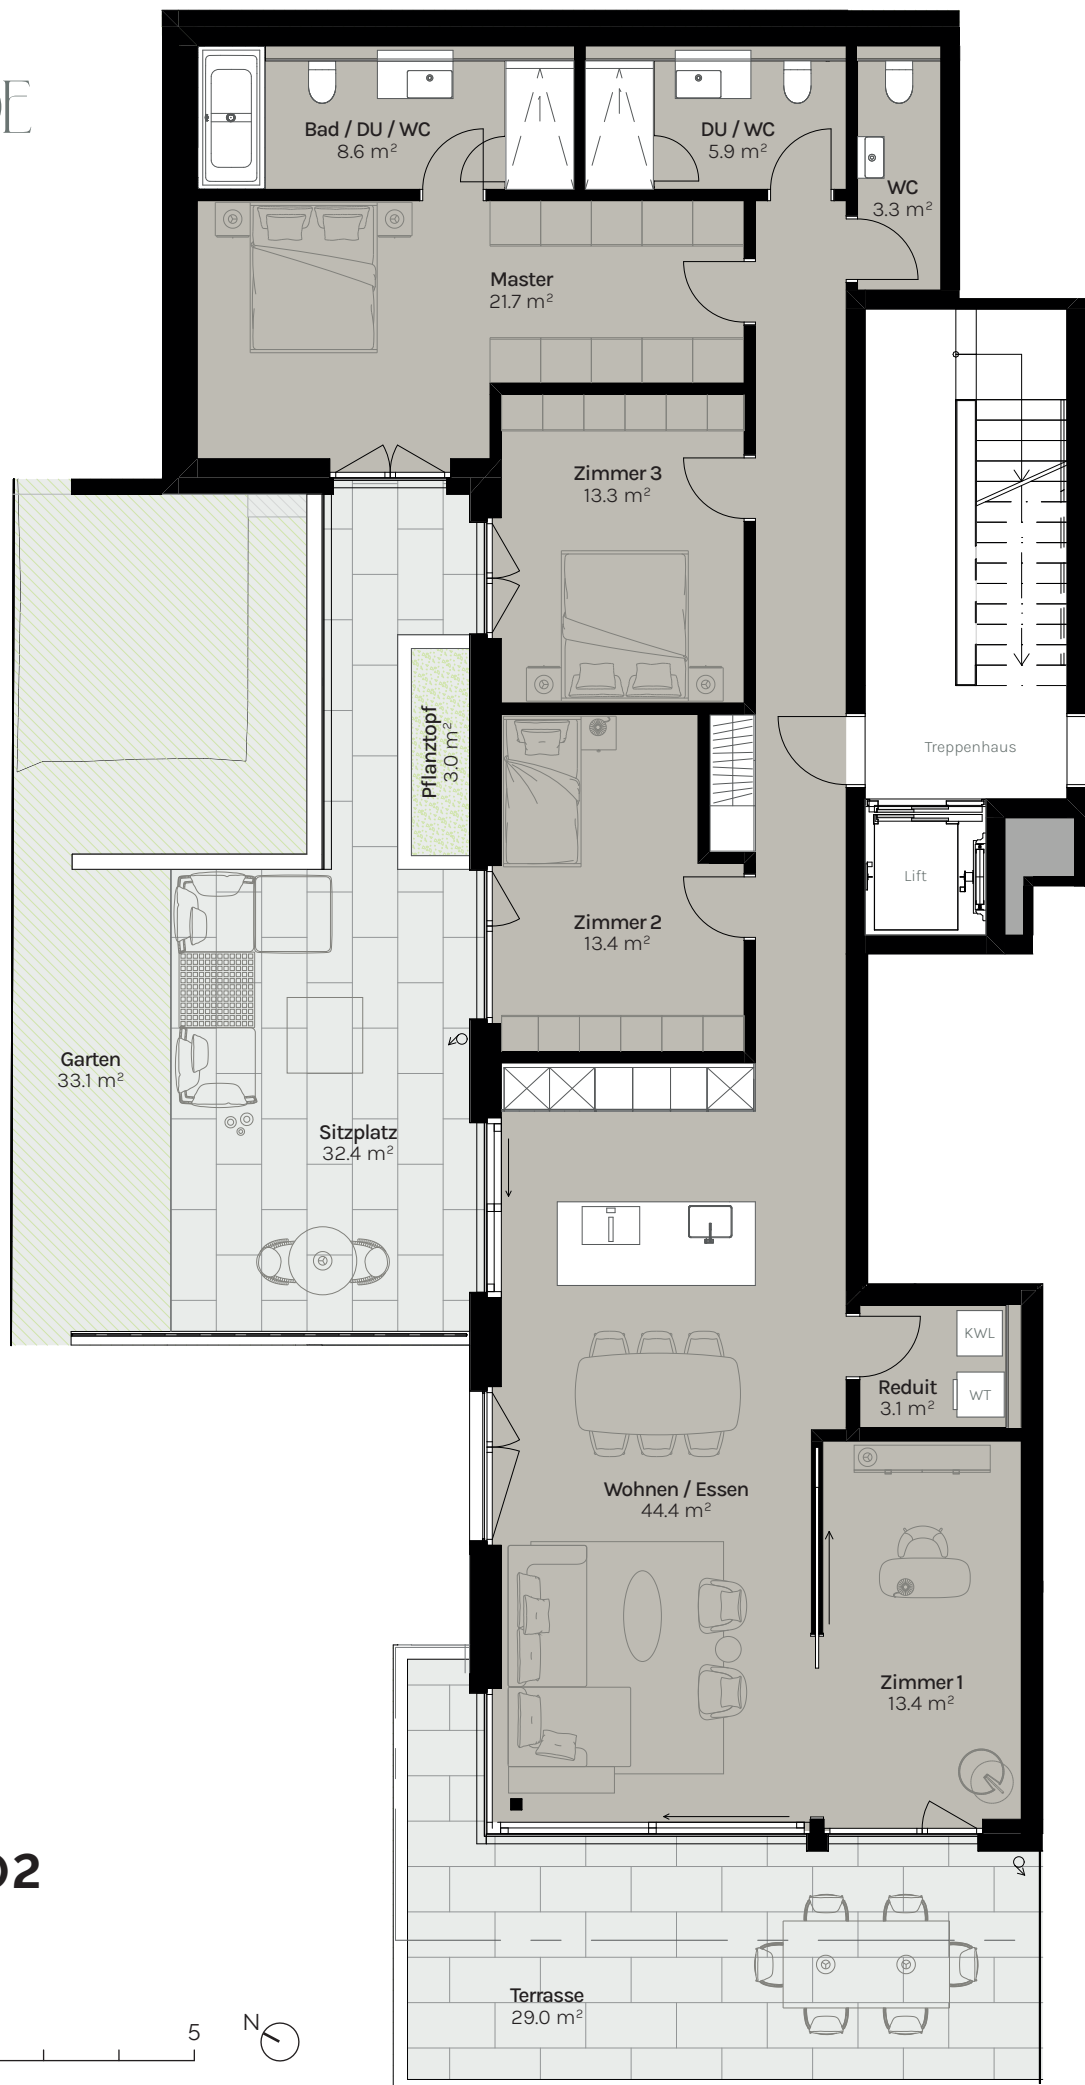 Bad / DU / WC
8.6 m²
DU / WC
5.9 m²
WC
3.3 m²
Master
21.7 m²
Zimmer 3
13.3 m²
Pflanztopf
3.0 m²
Treppenhaus
Lift
Zimmer 2
13.4 m²
Garten
33.1 m²
Sitzplatz
32.4 m²
KWL
Reduit
3.1 m²
WT
Wohnen / Essen
44.4 m²
Zimmer 1
13.4 m²
Terrasse
29.0 m²
5
N